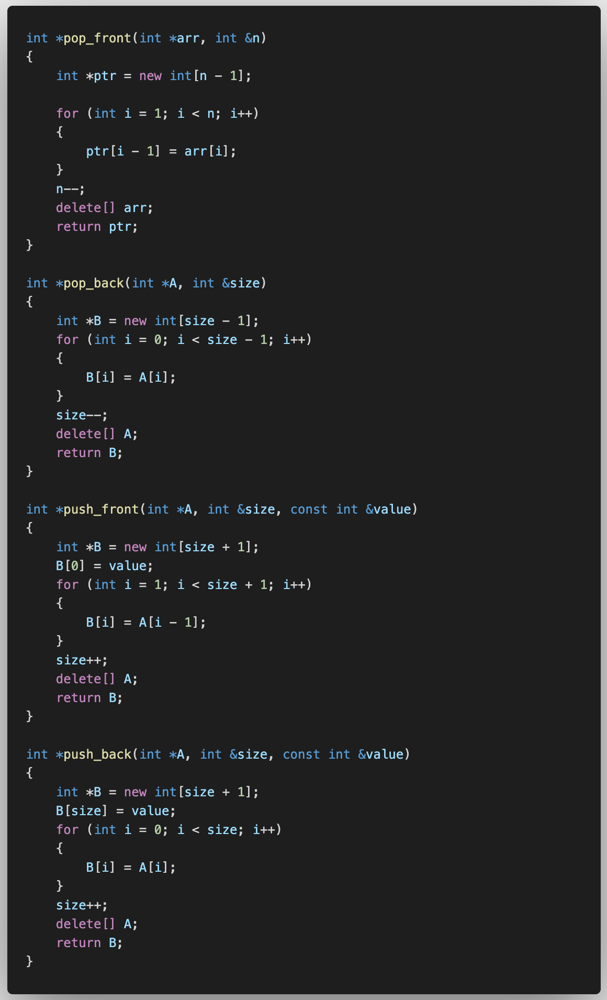 int *pop_front(int *arr, int &n)
{
    int *ptr = new int[n - 1];

    for (int i = 1; i < n; i++)
    {
        ptr[i - 1] = arr[i];
    }
    n--;
    delete[] arr;
    return ptr;
}

int *pop_back(int *A, int &size)
{
    int *B = new int[size - 1];
    for (int i = 0; i < size - 1; i++)
    {
        B[i] = A[i];
    }
    size--;
    delete[] A;
    return B;
}

int *push_front(int *A, int &size, const int &value)
{
    int *B = new int[size + 1];
    B[0] = value;
    for (int i = 1; i < size + 1; i++)
    {
        B[i] = A[i - 1];
    }
    size++;
    delete[] A;
    return B;
}

int *push_back(int *A, int &size, const int &value)
{
    int *B = new int[size + 1];
    B[size] = value;
    for (int i = 0; i < size; i++)
    {
        B[i] = A[i];
    }
    size++;
    delete[] A;
    return B;
}